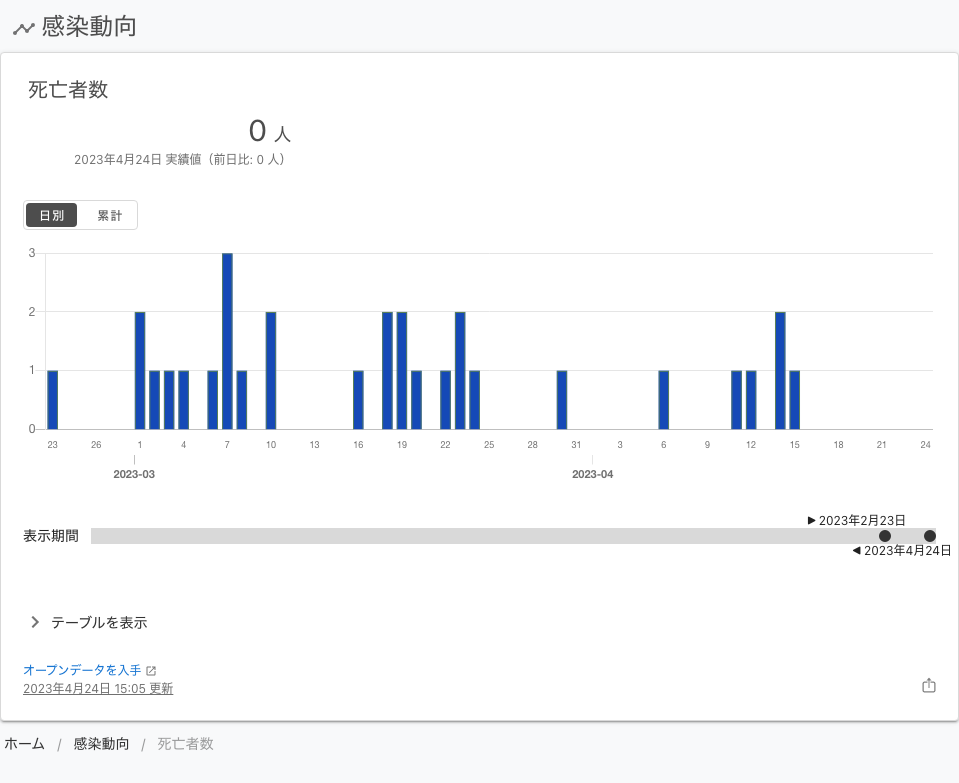 感染動向
死亡者数
0 人
2023年4月24日 実績値（前日比: 0 人）
日別 累計
3
2
1
0
23 26 1 4 7 10 13 16 19 22 25 28 31 3 6 9 12 15 18 21 24
2023-03 2023-04
▶ 2023年2月23日
表示期間
◀ 2023年4月24日
テーブルを表示
オープンデータを入手
2023年4月24日 15:05 更新
ホーム / 感染動向 / 死亡者数